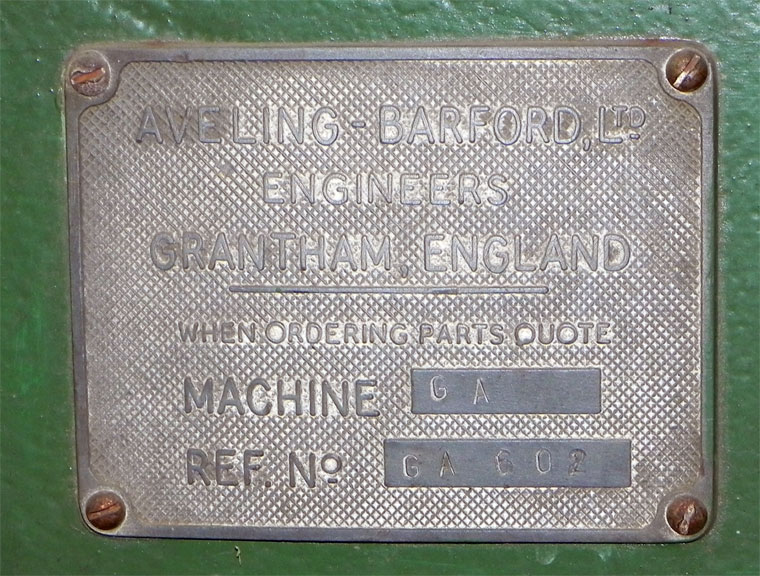 AVELING-BARFORD, LTD
ENGINEERS
GRANTHAM, ENGLAND
WHEN ORDERING PARTS QUOTE
MACHINE GA
REF. NO GA 602